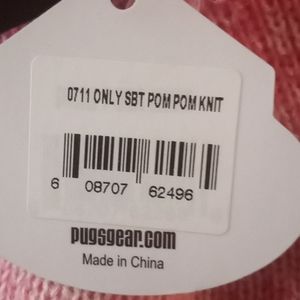 0711 ONLY SBT POM POM KNIT
6 08707 62496
pugsgear.com
Made in China